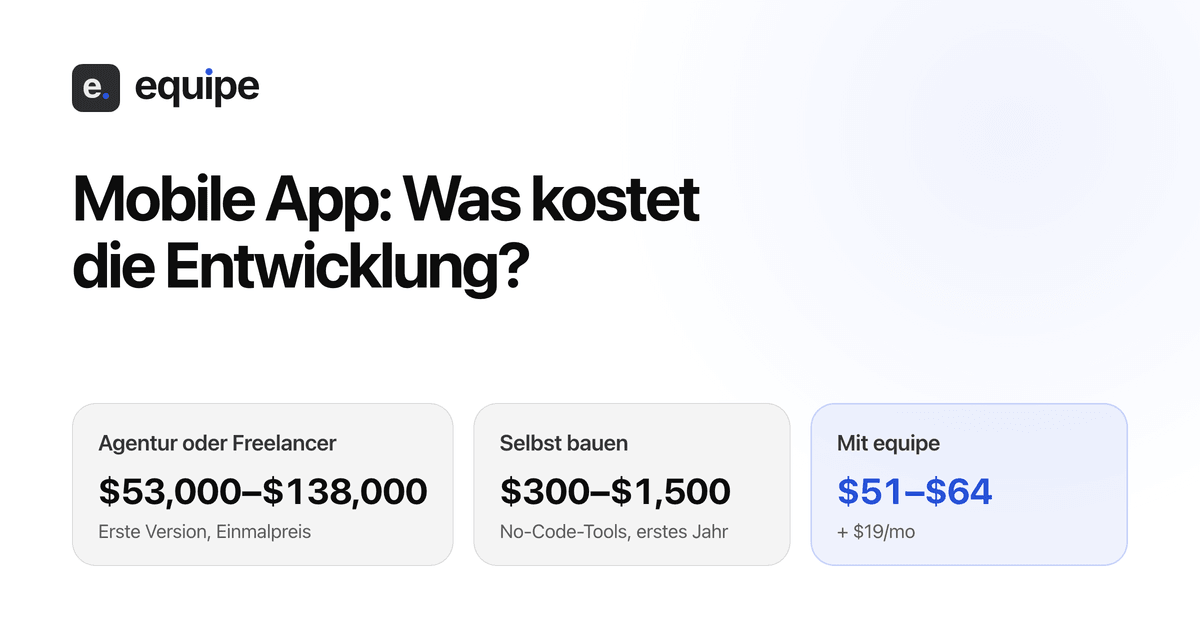 e.
equipe
Mobile App: Was kostet
die Entwicklung?
Agentur oder Freelancer
$53,000–$138,000
Erste Version, Einmalpreis
Selbst bauen
$300–$1,500
No-Code-Tools, erstes Jahr
Mit equipe
$51–$64
+ $19/mo